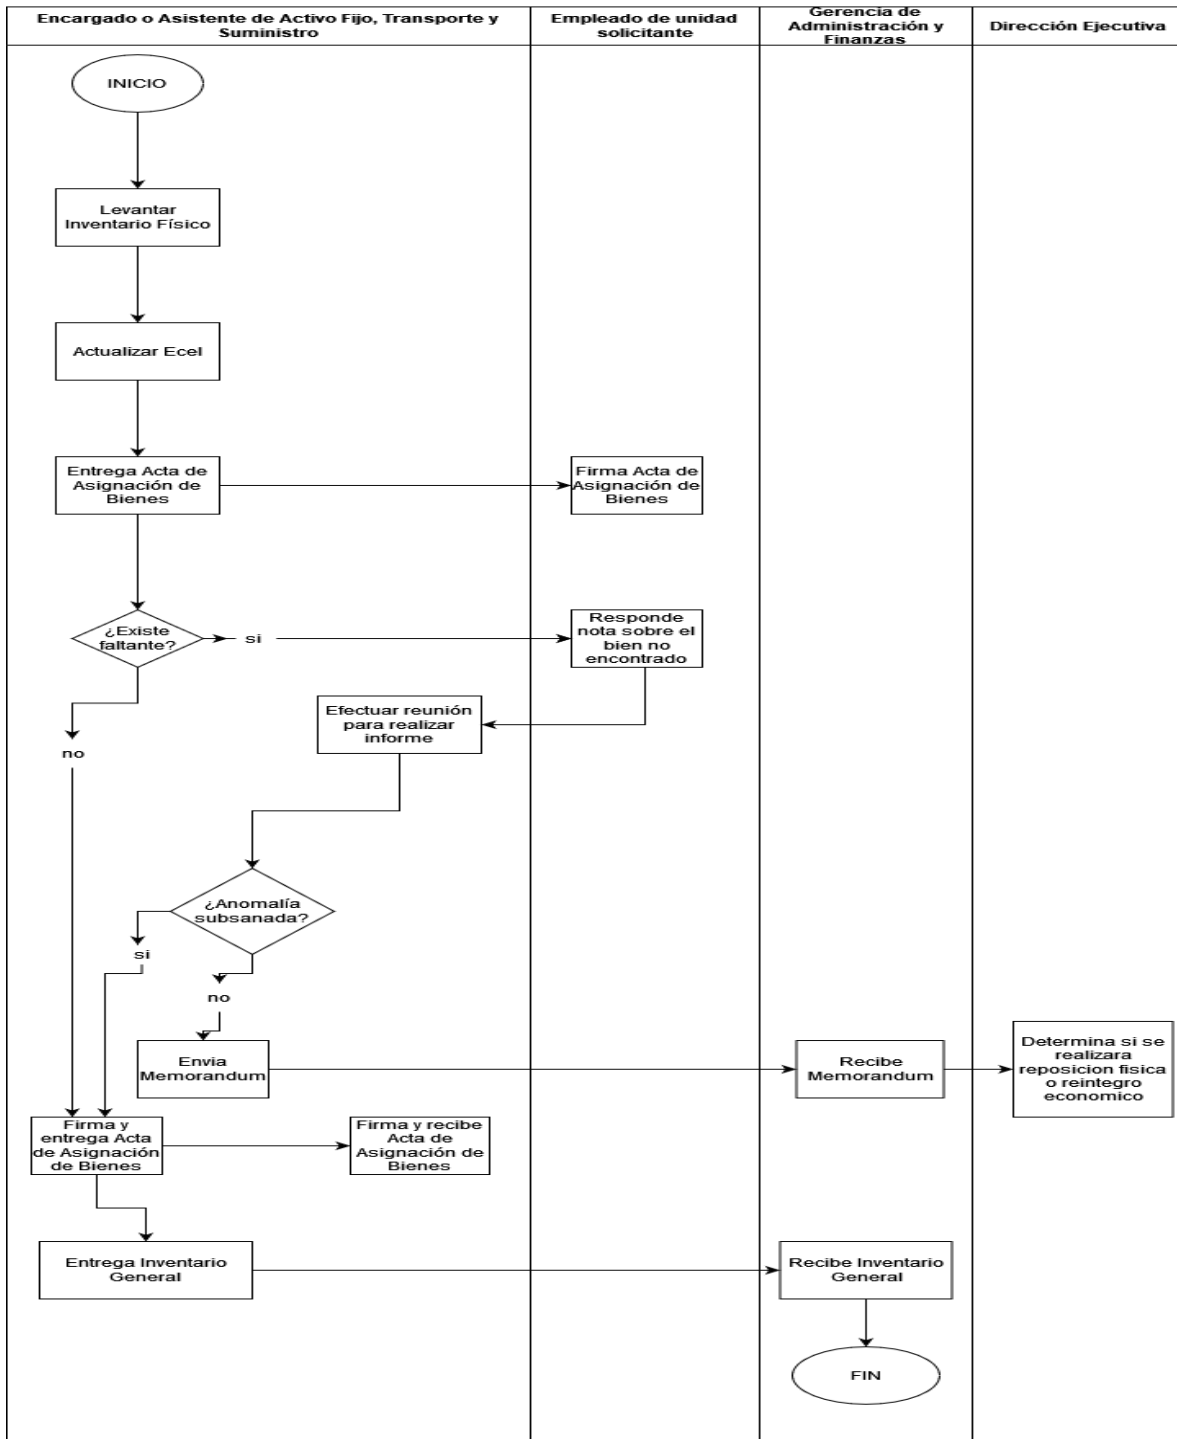 Encargado o Asistente de Activo Fijo, Transporte y
Suministro
Empleado de unidad
solicitante
Gerencia de
Administración y
Finanzas
Dirección Ejecutiva
INICIO
Levantar
Inventario Físico
Actualizar Ecel
Entrega Acta de
Asignación de
Bienes
Firma Acta de
Asignación de
Bienes
¿Existe
faltante?
si
Responde
nota sobre el
bien no
encontrado
Efectuar reunión
para realizar
informe
no
¿Anomalía
subsanada?
si
no
Envia
Memorandum
Recibe
Memorandum
Determina si se
realizara
reposicion fisica
o reintegro
economico
Firma y
entrega Acta
de Asignación
de Bienes
Firma y recibe
Acta de
Asignación de
Bienes
Entrega Inventario
General
Recibe Inventario
General
FIN